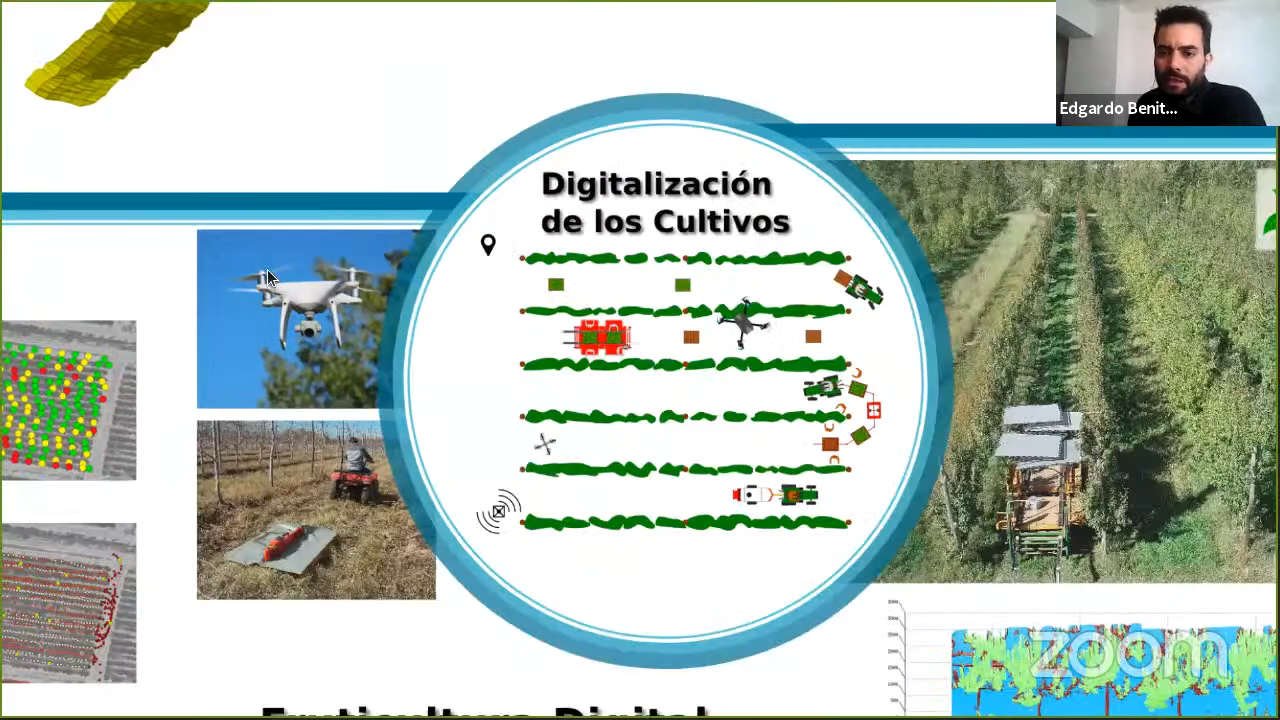 Edgardo Benit...
Digitalización
de los Cultivos
Fruticultura Digital
zoom